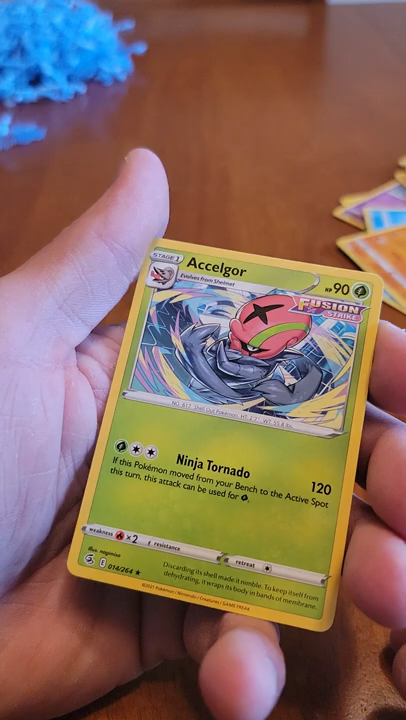 STAGE 1
Accelgor
Evolves from Shelmet
HP 90
FUSION
STRIKE
NO. 617 Shell Out Pokémon HT: 2'7" WT: 55.8 lbs.
Ninja Tornado 120
If this Pokémon moved from your Bench to the Active Spot
this turn, this attack can be used for
weakness ×2 resistance retreat
Illus. nagimiso
Discarding its shell made it nimble. To keep itself from
dehydrating, it wraps its body in bands of membrane.
E 014/264 ★
©2021 Pokémon / Nintendo / Creatures / GAME FREAK